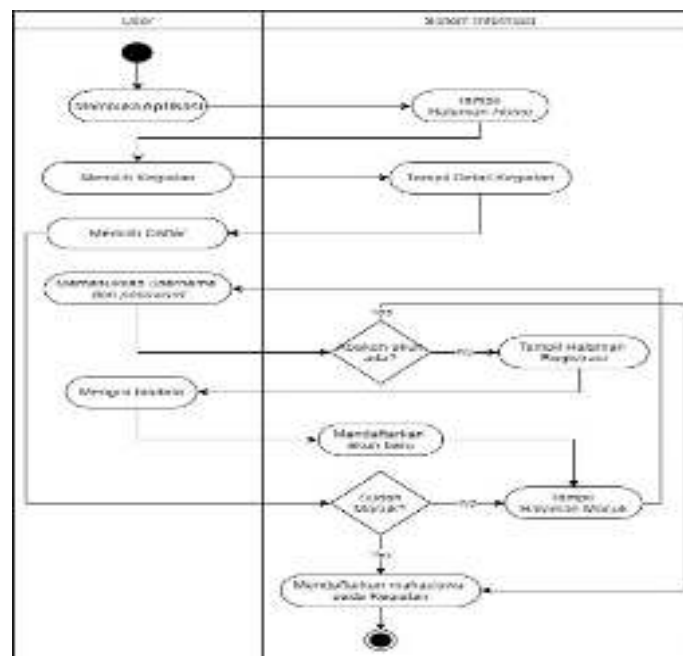 User
Sistem Informasi
Membuka Aplikasi
Tampil
Halaman Home
Memilih Kegiatan
Tampil Detail Kegiatan
Memilih Daftar
Memasukkan Username
dan password
Yes
Apakah akun
ada?
No
Tampil Halaman
Registrasi
Mengisi biodata
Mendaftarkan
akun baru
Sudah
Masuk?
No
Tampil
Halaman Masuk
Yes
Mendaftarkan mahasiswa
pada Kegiatan